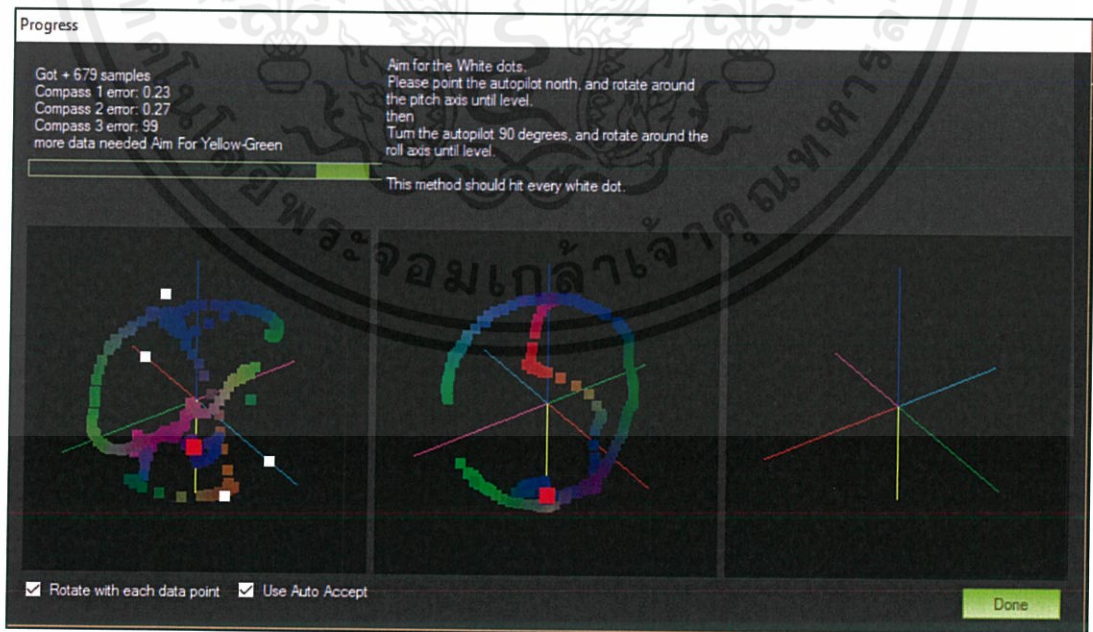 Progress
Got + 679 samples
Compass 1 error: 0.23
Compass 2 error: 0.27
Compass 3 error: 99
more data needed Aim For Yellow-Green
Aim for the White dots.
Please point the autopilot north, and rotate around
the pitch axis until level.
then
Turn the autopilot 90 degrees, and rotate around the
roll axis until level.
This method should hit every white dot.
Rotate with each data point
Use Auto Accept
Done